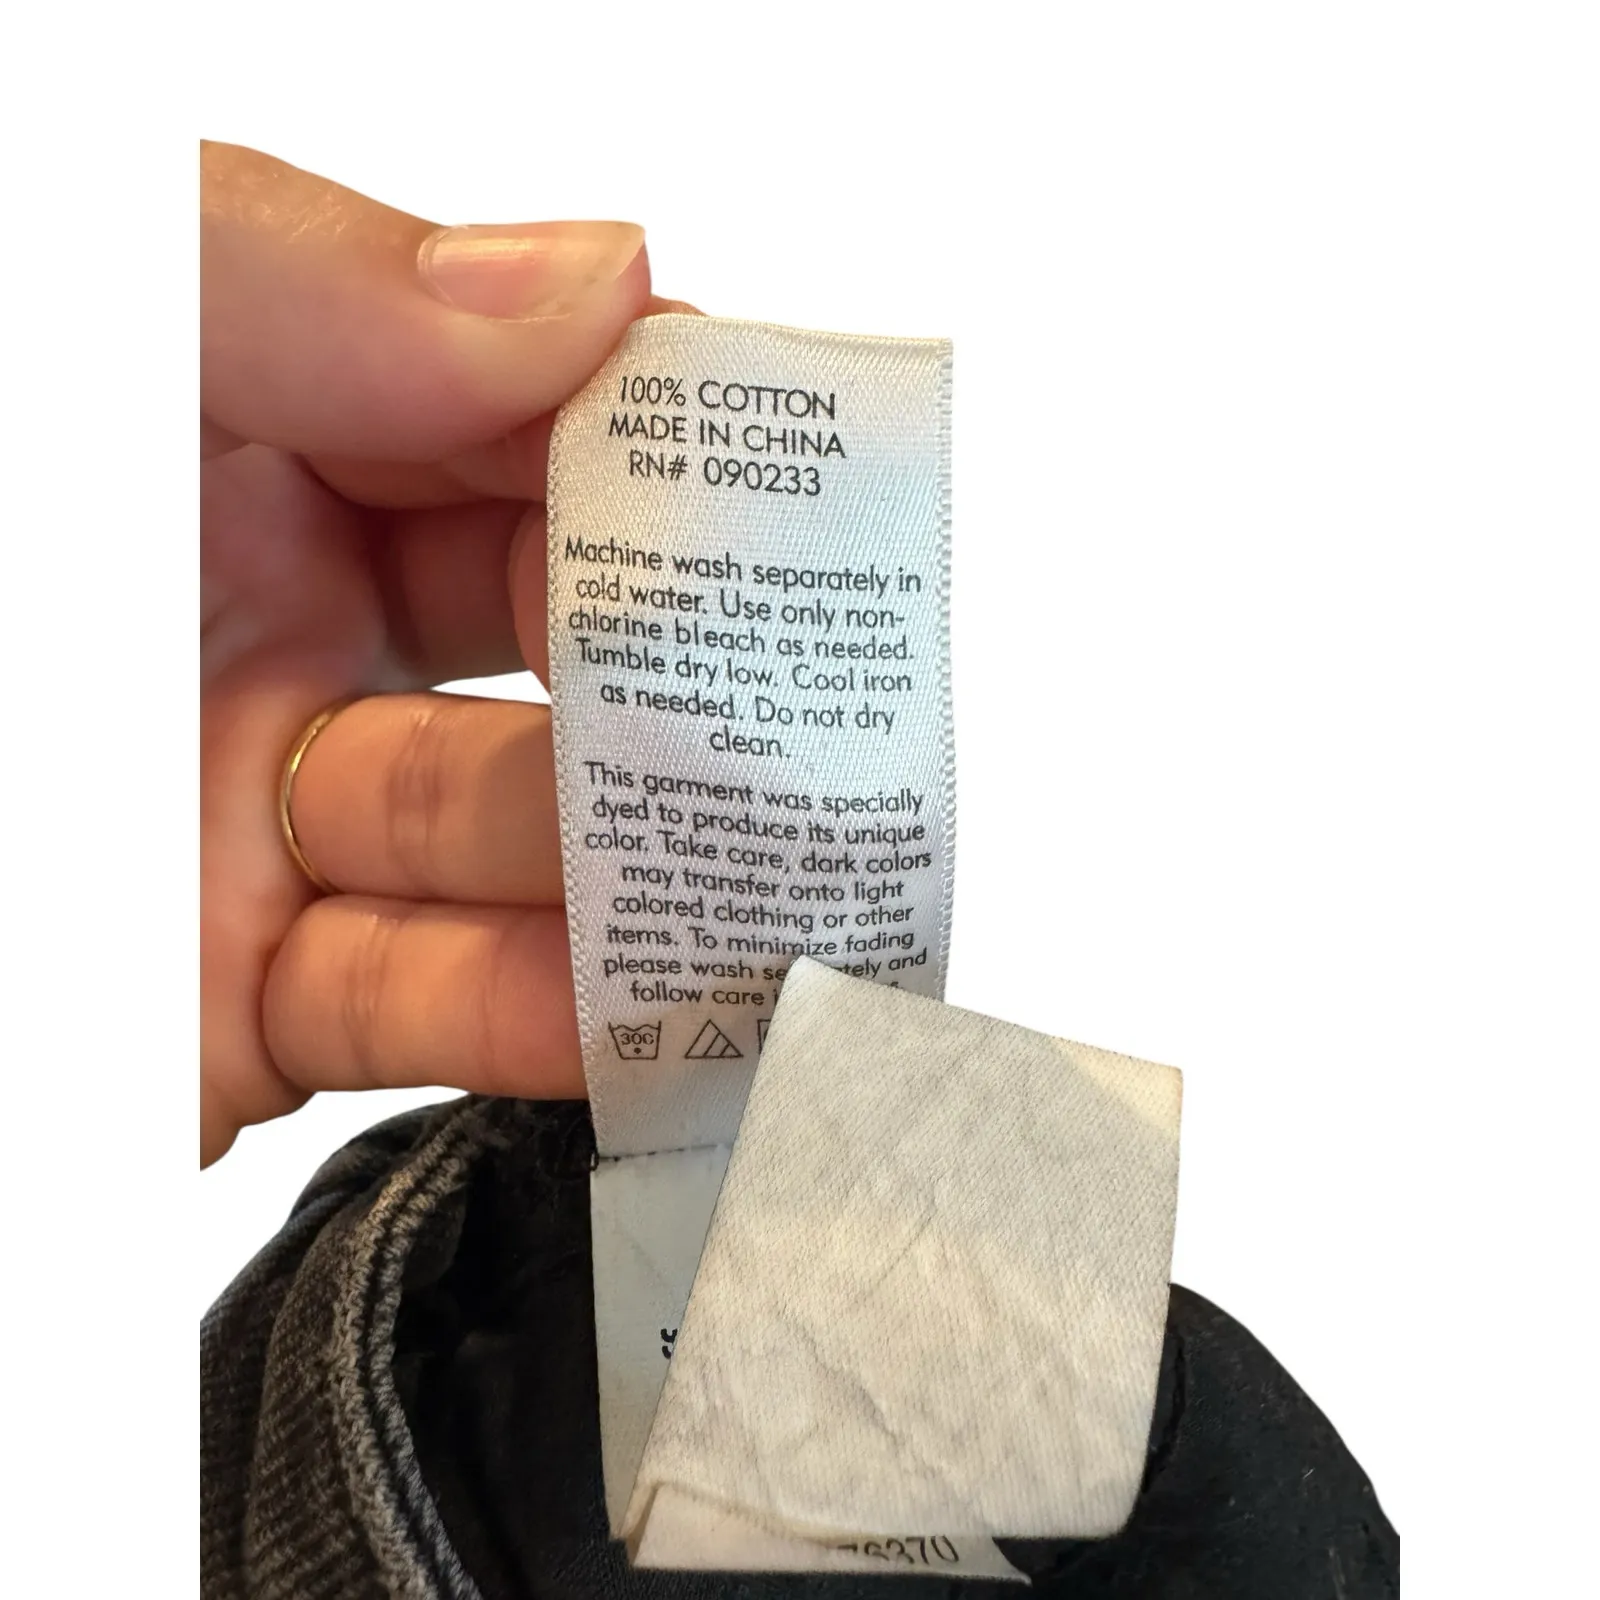 100% COTTON
MADE IN CHINA
RN# 090233
Machine wash separately in
cold water. Use only non-
chlorine bleach as needed.
Tumble dry low. Cool iron
as needed. Do not dry
clean.
This garment was specially
dyed to produce its unique
color. Take care, dark colors
may transfer onto light
colored clothing or other
items. To minimize fading
please wash and
follow care
30C
76370